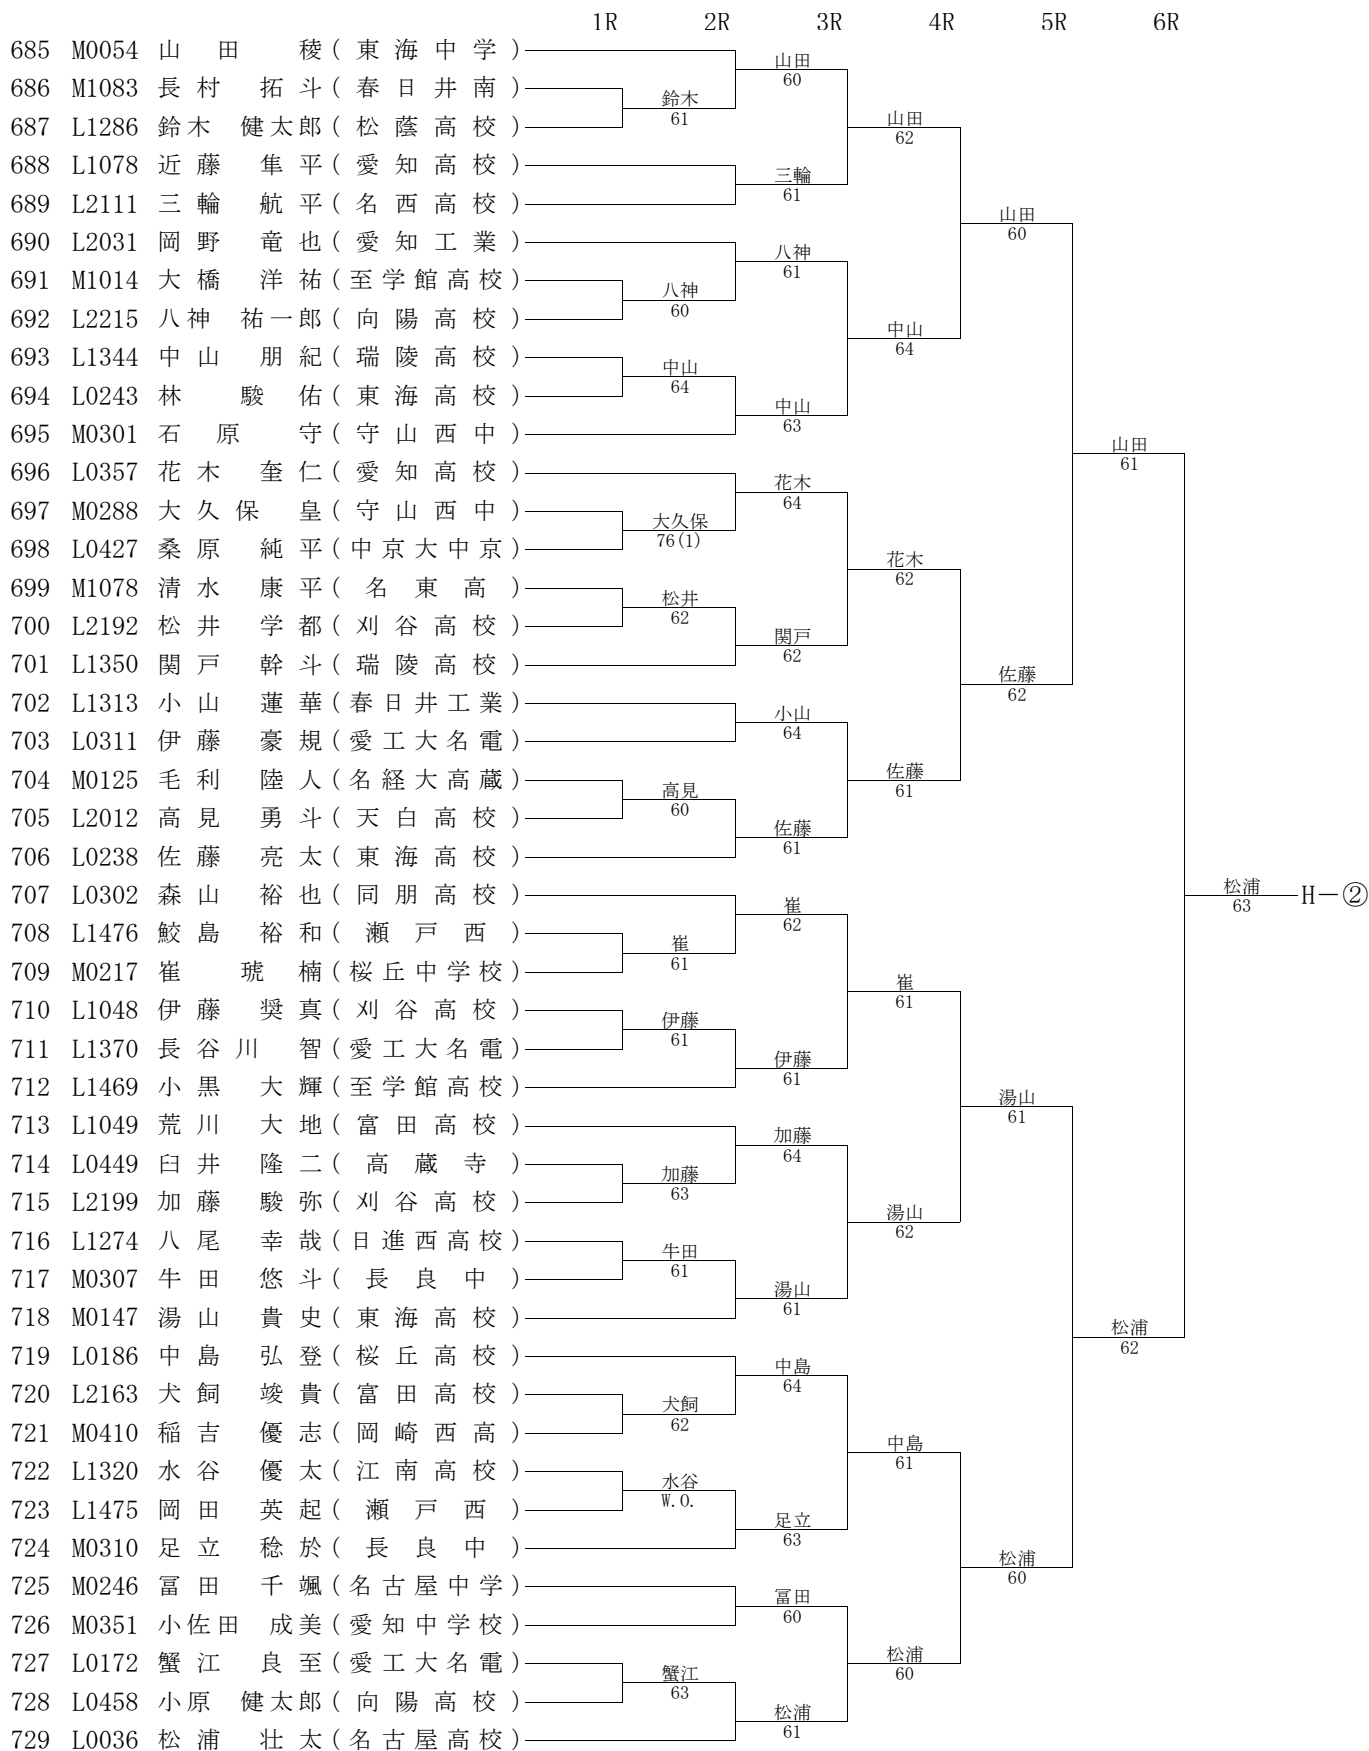 1R 2R 3R 4R 5R 6R
685 M0054 山田 稜(東海中学)
山田
60
686 M1083 長村 拓斗(春日井南)
鈴木
61
687 L1286 鈴木 健太郎(松蔭高校)
山田
62
688 L1078 近藤 隼平(愛知高校)
三輪
61
689 L2111 三輪 航平(名西高校)
山田
60
690 L2031 岡野 竜也(愛知工業)
八神
61
691 M1014 大橋 洋祐(至学館高校)
八神
60
692 L2215 八神 祐一郎(向陽高校)
中山
64
693 L1344 中山 朋紀(瑞陵高校)
中山
64
694 L0243 林 駿佑(東海高校)
中山
63
695 M0301 石原 守(守山西中)
山田
61
696 L0357 花木 奎仁(愛知高校)
花木
64
697 M0288 大久保 皇(守山西中)
大久保
76(1)
698 L0427 桑原 純平(中京大中京)
花木
62
699 M1078 清水 康平(名東高)
松井
62
700 L2192 松井 学都(刈谷高校)
関戸
62
701 L1350 関戸 幹斗(瑞陵高校)
佐藤
62
702 L1313 小山 蓮華(春日井工業)
小山
64
703 L0311 伊藤 豪規(愛工大名電)
佐藤
61
704 M0125 毛利 陸人(名経大高蔵)
高見
60
705 L2012 高見 勇斗(天白高校)
佐藤
61
706 L0238 佐藤 亮太(東海高校)
707 L0302 森山 裕也(同朋高校)
松浦
63
H－②
崔
62
708 L1476 鮫島 裕和(瀬戸西)
崔
61
709 M0217 崔 琥楠(桜丘中学校)
崔
61
710 L1048 伊藤 奨真(刈谷高校)
伊藤
61
711 L1370 長谷川 智(愛工大名電)
伊藤
61
712 L1469 小黒 大輝(至学館高校)
湯山
61
713 L1049 荒川 大地(富田高校)
加藤
64
714 L0449 臼井 隆二(高蔵寺)
加藤
63
715 L2199 加藤 駿弥(刈谷高校)
湯山
62
716 L1274 八尾 幸哉(日進西高校)
牛田
61
717 M0307 牛田 悠斗(長良中)
湯山
61
718 M0147 湯山 貴史(東海高校)
松浦
62
719 L0186 中島 弘登(桜丘高校)
中島
64
720 L2163 犬飼 竣貴(富田高校)
犬飼
62
721 M0410 稲吉 優志(岡崎西高)
中島
61
722 L1320 水谷 優太(江南高校)
水谷
W.O.
723 L1475 岡田 英起(瀬戸西)
足立
63
724 M0310 足立 稔於(長良中)
松浦
60
725 M0246 冨田 千颯(名古屋中学)
冨田
60
726 M0351 小佐田 成美(愛知中学校)
松浦
60
727 L0172 蟹江 良至(愛工大名電)
蟹江
63
728 L0458 小原 健太郎(向陽高校)
松浦
61
729 L0036 松浦 壮太(名古屋高校)